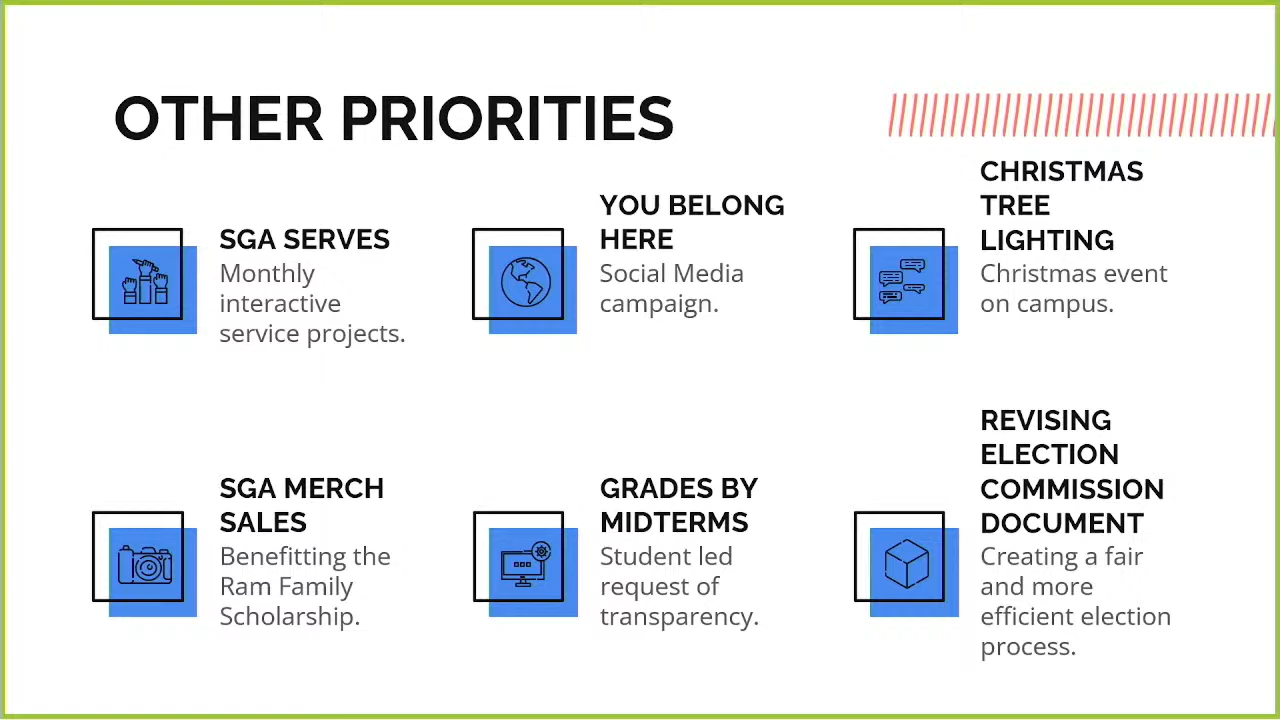 OTHER PRIORITIES
SGA SERVES
Monthly
interactive
service projects.
YOU BELONG
HERE
Social Media
campaign.
CHRISTMAS
TREE
LIGHTING
Christmas event
on campus.
SGA MERCH
SALES
Benefitting the
Ram Family
Scholarship.
GRADES BY
MIDTERMS
Student led
request of
transparency.
REVISING
ELECTION
COMMISSION
DOCUMENT
Creating a fair
and more
efficient election
process.